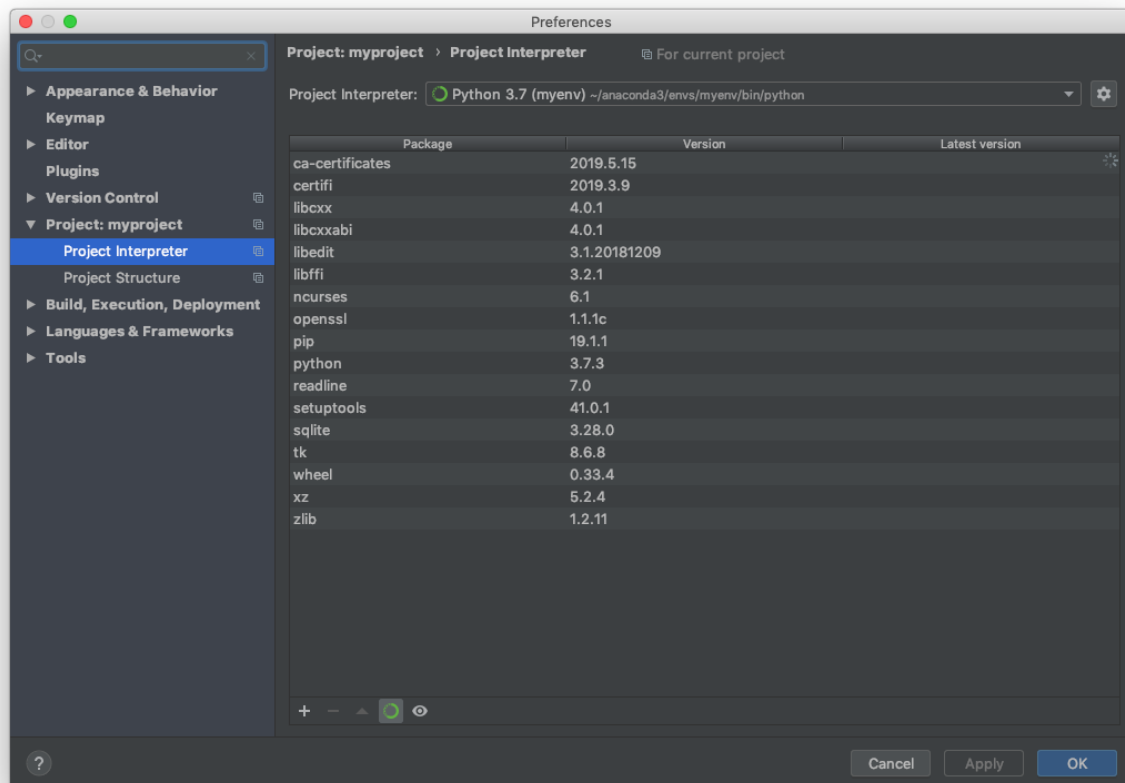 Preferences
Appearance & Behavior
Keymap
Editor
Plugins
Version Control
Project: myproject
Project Interpreter
Project Structure
Build, Execution, Deployment
Languages & Frameworks
Tools
Project: myproject › Project Interpreter For current project
Project Interpreter: Python 3.7 (myenv) ~/anaconda3/envs/myenv/bin/python
Package Version Latest version
ca-certificates 2019.5.15
certifi 2019.3.9
libcxx 4.0.1
libcxxabi 4.0.1
libedit 3.1.20181209
libffi 3.2.1
ncurses 6.1
openssl 1.1.1c
pip 19.1.1
python 3.7.3
readline 7.0
setuptools 41.0.1
sqlite 3.28.0
tk 8.6.8
wheel 0.33.4
xz 5.2.4
zlib 1.2.11
? Cancel Apply OK